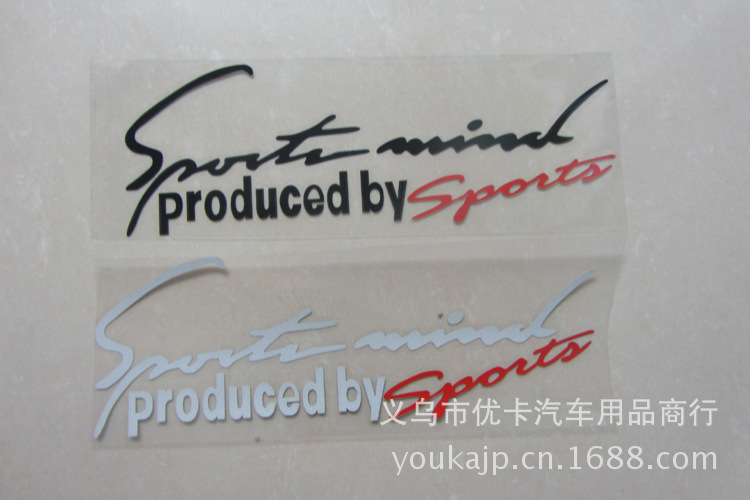 Sports mind
produced by Sports
Sports mind
produced by Sports
义乌市优卡汽车用品商行
youkajp.cn.1688.com